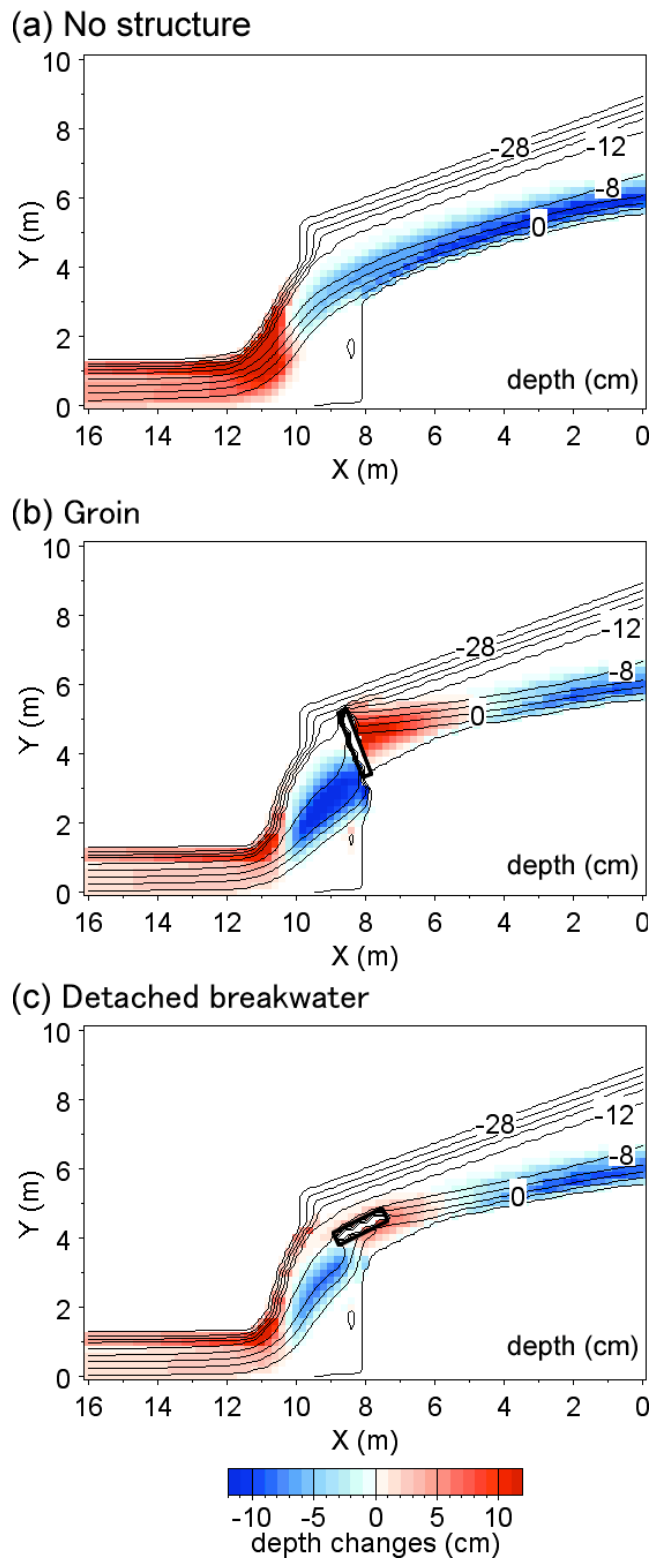 (a) No structure
10
8
6
4
2
0
Y (m)
-28
-12
-8
0
depth (cm)
16 14 12 10 8 6 4 2 0
X (m)
(b) Groin
10
8
6
4
2
0
Y (m)
-28
-12
-8
0
depth (cm)
16 14 12 10 8 6 4 2 0
X (m)
(c) Detached breakwater
10
8
6
4
2
0
Y (m)
-28
-12
-8
0
depth (cm)
16 14 12 10 8 6 4 2 0
X (m)
-10 -5 0 5 10
depth changes (cm)